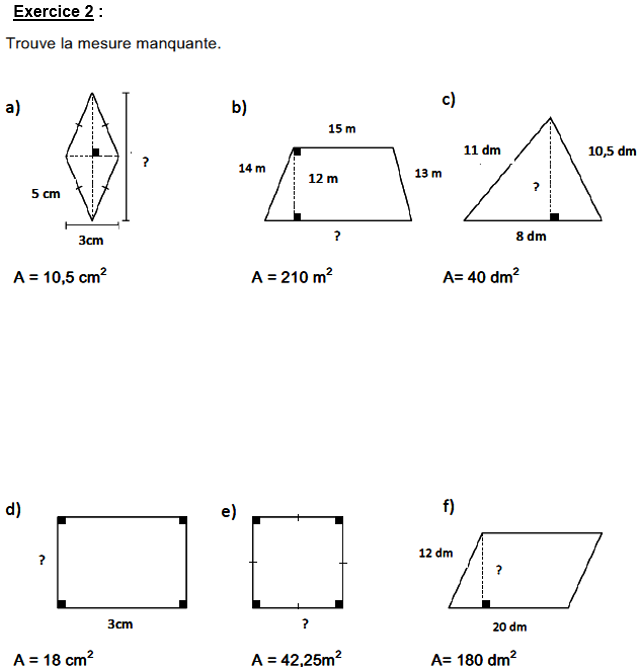 Exercice 2 :
Trouve la mesure manquante.
a)
?
5 cm
3cm
A = 10,5 cm²
b)
15 m
14 m
12 m
13 m
?
A = 210 m²
c)
11 dm
10,5 dm
?
8 dm
A= 40 dm²
d)
?
3cm
A = 18 cm²
e)
?
A = 42,25m²
f)
12 dm
?
20 dm
A= 180 dm²